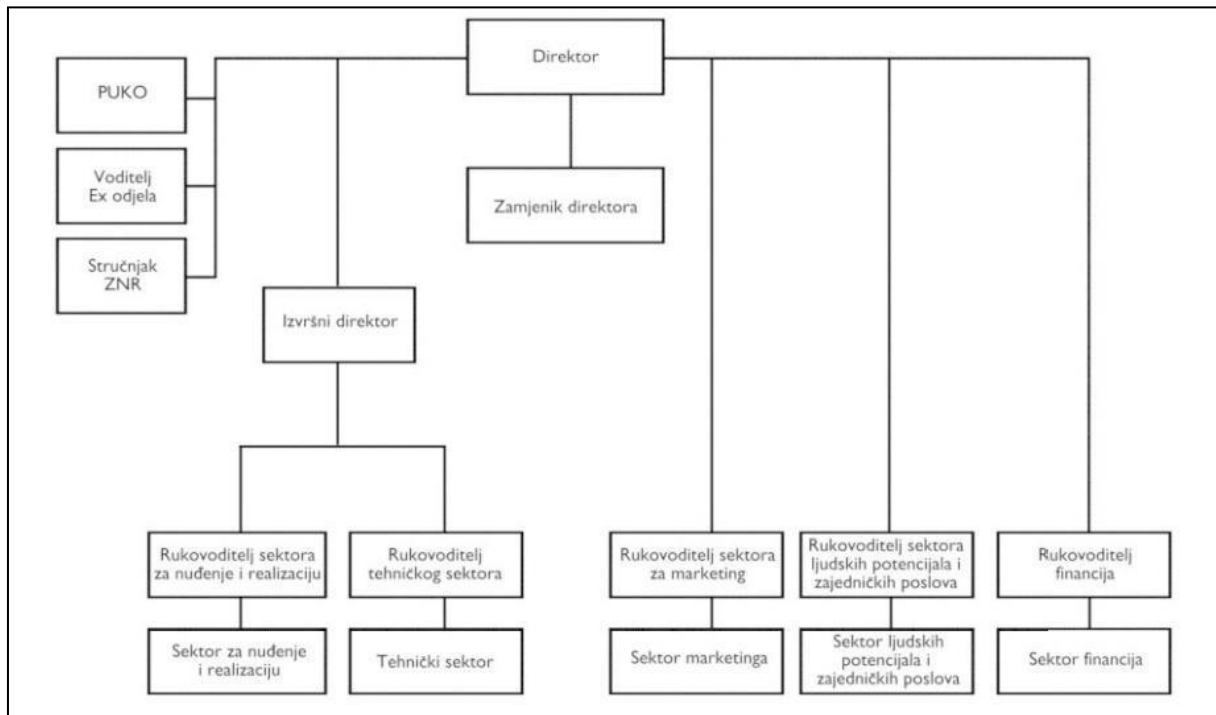 Direktor
PUKO
Voditelj
Ex odjela
Zamjenik direktora
Stručnjak
ZNR
Izvršni direktor
Rukovoditelj sektora
za nuđenje i realizaciju
Rukovoditelj
tehničkog sektora
Rukovoditelj sektora
za marketing
Rukovoditelj sektora
ljudskih potencijala i
zajedničkih poslova
Rukovoditelj
financija
Sektor za nuđenje
i realizaciju
Tehnički sektor
Sektor marketinga
Sektor ljudskih
potencijala i
zajedničkih poslova
Sektor financija